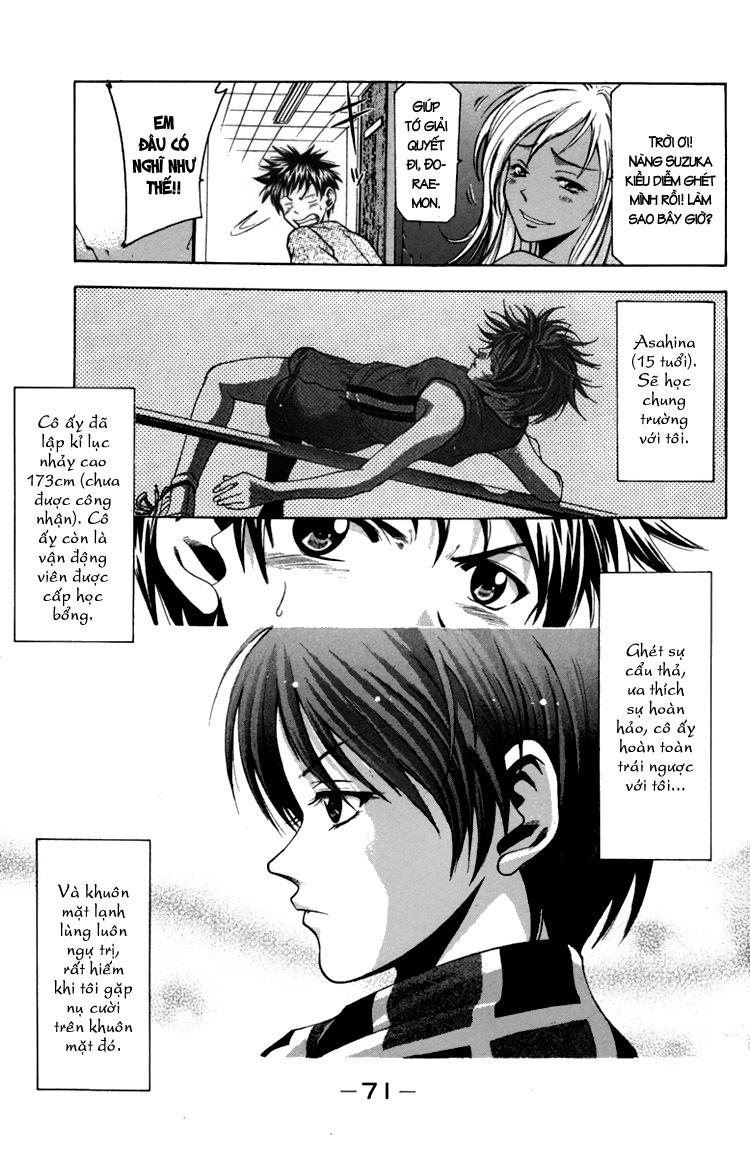 TRỜI ƠI!
NÀNG SUZUKA
KIỀU DIỄM GHÉT
MÌNH RỒI! LÀM
SAO BÂY GIỜ?
GIÚP
TỚ GIẢI
QUYẾT
ĐI, ĐO-
RAE-
MON.
EM
ĐÂU CÓ
NGHĨ NHƯ
THẾ!!
Asahina
(15 tuổi).
Sẽ học
chung
trường
với tôi.
Cô ấy đã
lập kỉ lục
nhảy cao
173cm (chưa
được công
nhận). Cô
ấy còn là
vận động
viên được
cấp học
bổng.
Ghét sự
cẩu thả,
ưa thích
sự hoàn
hảo, cô ấy
hoàn toàn
trái ngược
với tôi...
Và khuôn
mặt lạnh
lùng luôn
ngự trị,
rất hiếm
khi tôi gặp
nụ cười
trên khuôn
mặt đó.
—71—